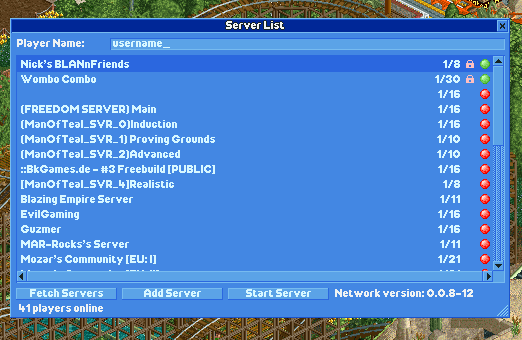 Server List
Player Name: username_
Nick's BLANnFriends 1/8
Wombo Combo 1/30
1/16
(FREEDOM SERVER) Main 1/16
(ManOfTeal_SVR_0)Induction 1/16
(ManOfTeal_SVR_1) Proving Grounds 1/10
(ManOfTeal_SVR_2)Advanced 1/10
::BkGames.de - #3 Freebuild [PUBLIC] 1/16
[ManOfTeal_SVR_4]Realistic 1/8
Blazing Empire Server 1/11
EvilGaming 1/16
Guzmer 1/16
MAR-Rocks's Server 1/11
Mozar's Community [EU: 1] 1/21
Fetch Servers Add Server Start Server Network version: 0.0.8-12
41 players online